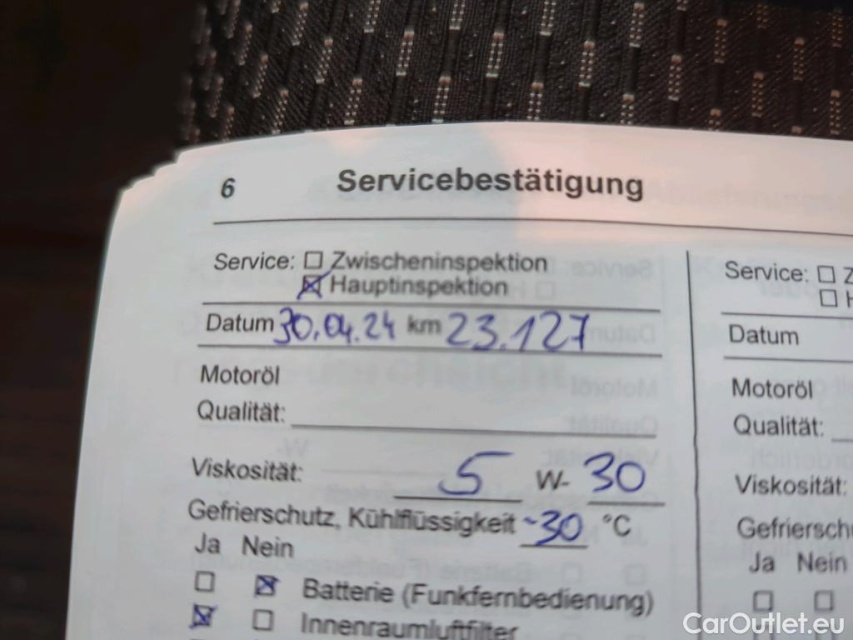 6 Servicebestätigung
Service: ☐ Zwischeninspektion
☒ Hauptinspektion
Datum 30.04.24 km 23.127
Motoröl
Qualität:
Viskosität: 5 W- 30
Gefrierschutz, Kühlflüssigkeit -30 °C
Ja Nein
☐ ☒ Batterie (Funkfernbedienung)
☒ ☐ Innenraumluftfilter
Service: ☐ Z
☐ H
Datum
Motoröl
Qualität:
Viskosität:
Gefriersch
Ja Nein
☐ ☐
CarOutlet.eu